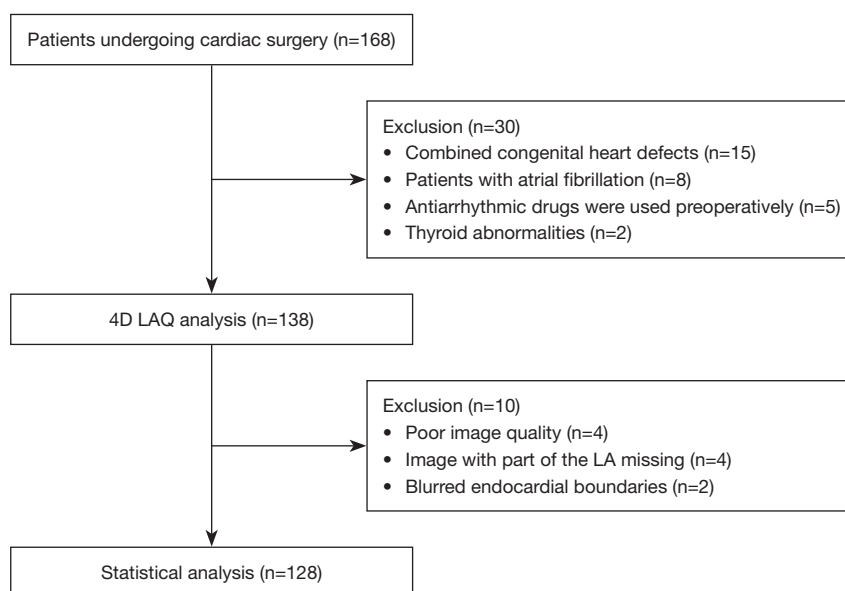 Patients undergoing cardiac surgery (n=168)
Exclusion (n=30)
• Combined congenital heart defects (n=15)
• Patients with atrial fibrillation (n=8)
• Antiarrhythmic drugs were used preoperatively (n=5)
• Thyroid abnormalities (n=2)
4D LAQ analysis (n=138)
Exclusion (n=10)
• Poor image quality (n=4)
• Image with part of the LA missing (n=4)
• Blurred endocardial boundaries (n=2)
Statistical analysis (n=128)